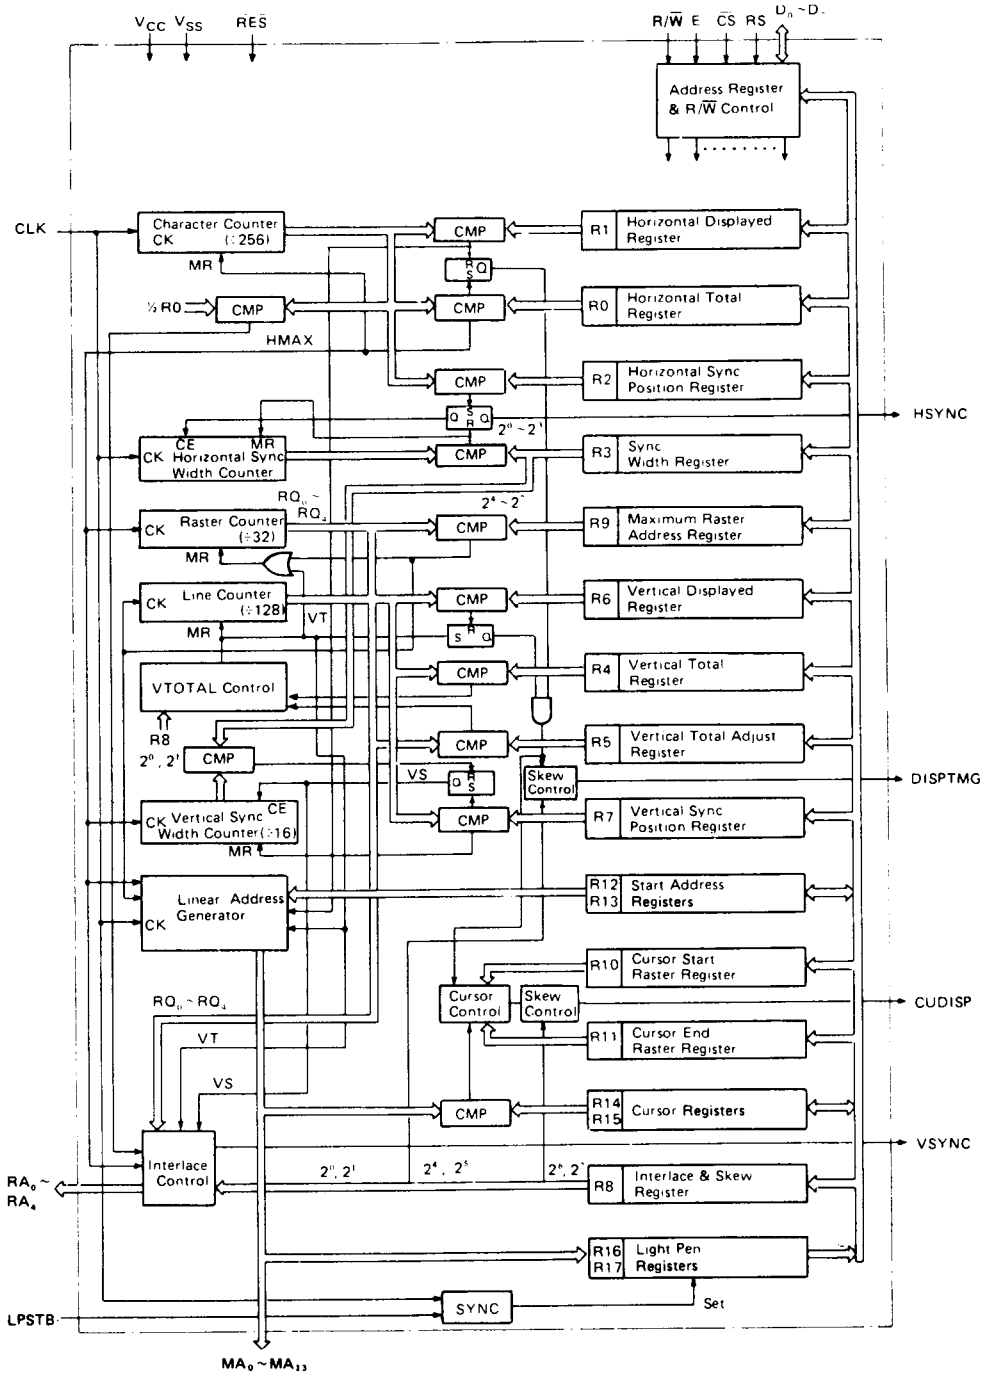 VCC VSS RES
R/W E CS RS D₀~D
Address Register
& R/W Control
CLK
Character Counter
CK (÷256)
MR
CMP
R1 Horizontal Displayed
Register
R S Q
½ R0
CMP
CMP
R0 Horizontal Total
Register
HMAX
CMP
R2 Horizontal Sync
Position Register
Q S R Q
HSYNC
2⁰~2³
CE MR
CK Horizontal Sync
Width Counter
CMP
R3 Sync
Width Register
RQ₀~
RQ₄
2⁴~2
CK Raster Counter
(÷32)
MR
CMP
R9 Maximum Raster
Address Register
CK Line Counter
(÷128)
MR
VT
CMP
R6 Vertical Displayed
Register
S R Q
VTOTAL Control
CMP
R4 Vertical Total
Register
R8
2⁰, 2¹
CMP
CMP
R5 Vertical Total Adjust
Register
VS
Q R S
Skew
Control
DISPTMG
CE
CK Vertical Sync
Width Counter(÷16)
MR
CMP
R7 Vertical Sync
Position Register
Linear Address
Generator
CK
R12 Start Address
R13 Registers
R10 Cursor Start
Raster Register
RQ₀~RQ₄
Cursor
Control
Skew
Control
CUDISP
VT
R11 Cursor End
Raster Register
VS
CMP
R14
R15 Cursor Registers
VSYNC
Interlace
Control
RA₀~
RA₄
2⁰, 2¹ 2⁴, 2⁵ 2⁶, 2
R8 Interlace & Skew
Register
R16 Light Pen
R17 Registers
Set
SYNC
LPSTB
MA₀~MA₁₃